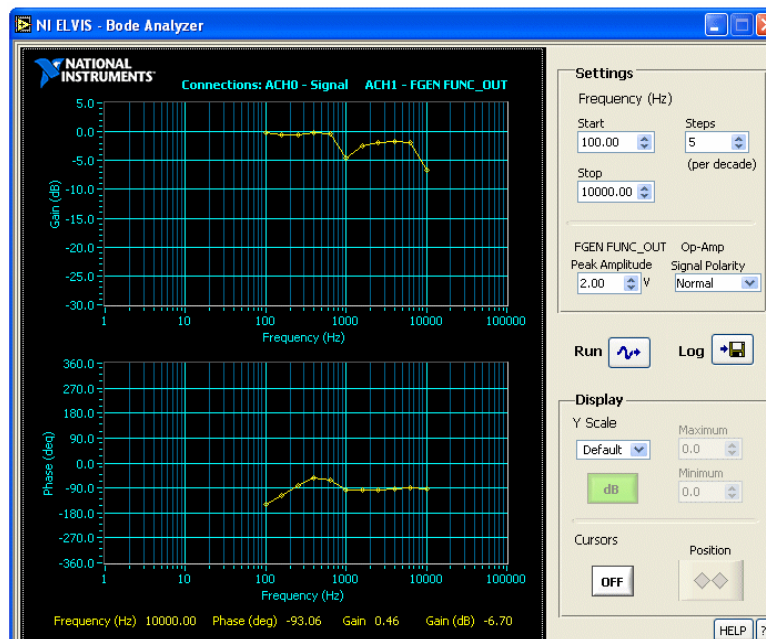 NI ELVIS - Bode Analyzer
NATIONAL
INSTRUMENTS™
Connections: ACH0 - Signal ACH1 - FGEN FUNC_OUT
5.0
0.0
-5.0
-10.0
-15.0
-20.0
-25.0
-30.0
Gain (dB)
1 10 100 1000 10000 100000
Frequency (Hz)
360.0
270.0
180.0
90.0
0.0
-90.0
-180.0
-270.0
-360.0
Phase (deg)
1 10 100 1000 10000 100000
Frequency (Hz)
Frequency (Hz) 10000.00 Phase (deg) -93.06 Gain 0.46 Gain (dB) -6.70
Settings
Frequency (Hz)
Start Steps
100.00 5
(per decade)
Stop
10000.00
FGEN FUNC_OUT Op-Amp
Peak Amplitude Signal Polarity
2.00 V Normal
Run Log
Display
Y Scale Maximum
Default 0.0
Minimum
dB 0.0
Cursors Position
OFF
HELP ?